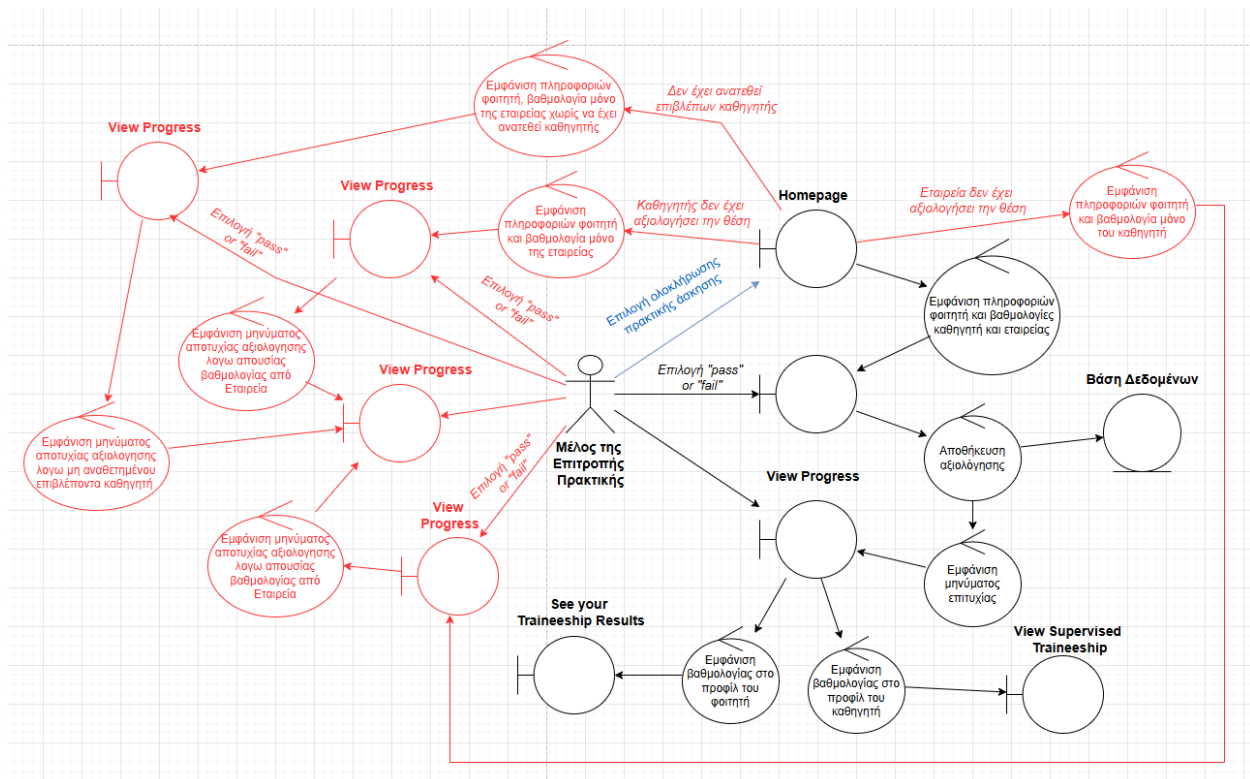 Εμφάνιση πληροφοριών
φοιτητή, βαθμολογία μόνο
της εταιρείας χωρίς να έχει
ανατεθεί καθηγητής
Δεν έχει ανατεθεί
επιβλέπων καθηγητής
View Progress
View Progress
Εμφάνιση
πληροφοριών φοιτητή
και βαθμολογία μόνο
της εταιρείας
Καθηγητής δεν έχει
αξιολογήσει την θέση
Homepage
Εταιρεία δεν έχει
αξιολογήσει την θέση
Εμφάνιση
πληροφοριών φοιτητή
και βαθμολογία μόνο
του καθηγητή
Επιλογή "pass"
or "fail"
Επιλογή "pass"
or "fail"
Επιλογή ολοκλήρωσης
πρακτικής άσκησης
Εμφάνιση πληροφοριών
φοιτητή και βαθμολογίες
καθηγητή και εταιρείας
Εμφάνιση μηνύματος
αποτυχίας αξιολογησης
λογω απουσίας
βαθμολογίας από
Εταιρεία
View Progress
Επιλογή "pass"
or "fail"
Βάση Δεδομένων
Εμφάνιση μηνύματος
αποτυχίας αξιολογησης
λογω μη αναθετημένου
επιβλέποντα καθηγητή
Μέλος της
Επιτροπής
Πρακτικής
Αποθήκευση
αξιολόγησης
Επιλογή "pass"
or "fail"
View
Progress
View Progress
Εμφάνιση μηνύματος
αποτυχίας αξιολογησης
λογω απουσίας
βαθμολογίας από
Εταιρεία
Εμφάνιση
μηνύματος
επιτυχίας
See your
Traineeship Results
View Supervised
Traineeship
Εμφάνιση
βαθμολογίας στο
προφίλ του
φοιτητή
Εμφάνιση
βαθμολογίας στο
προφίλ του
καθηγητή